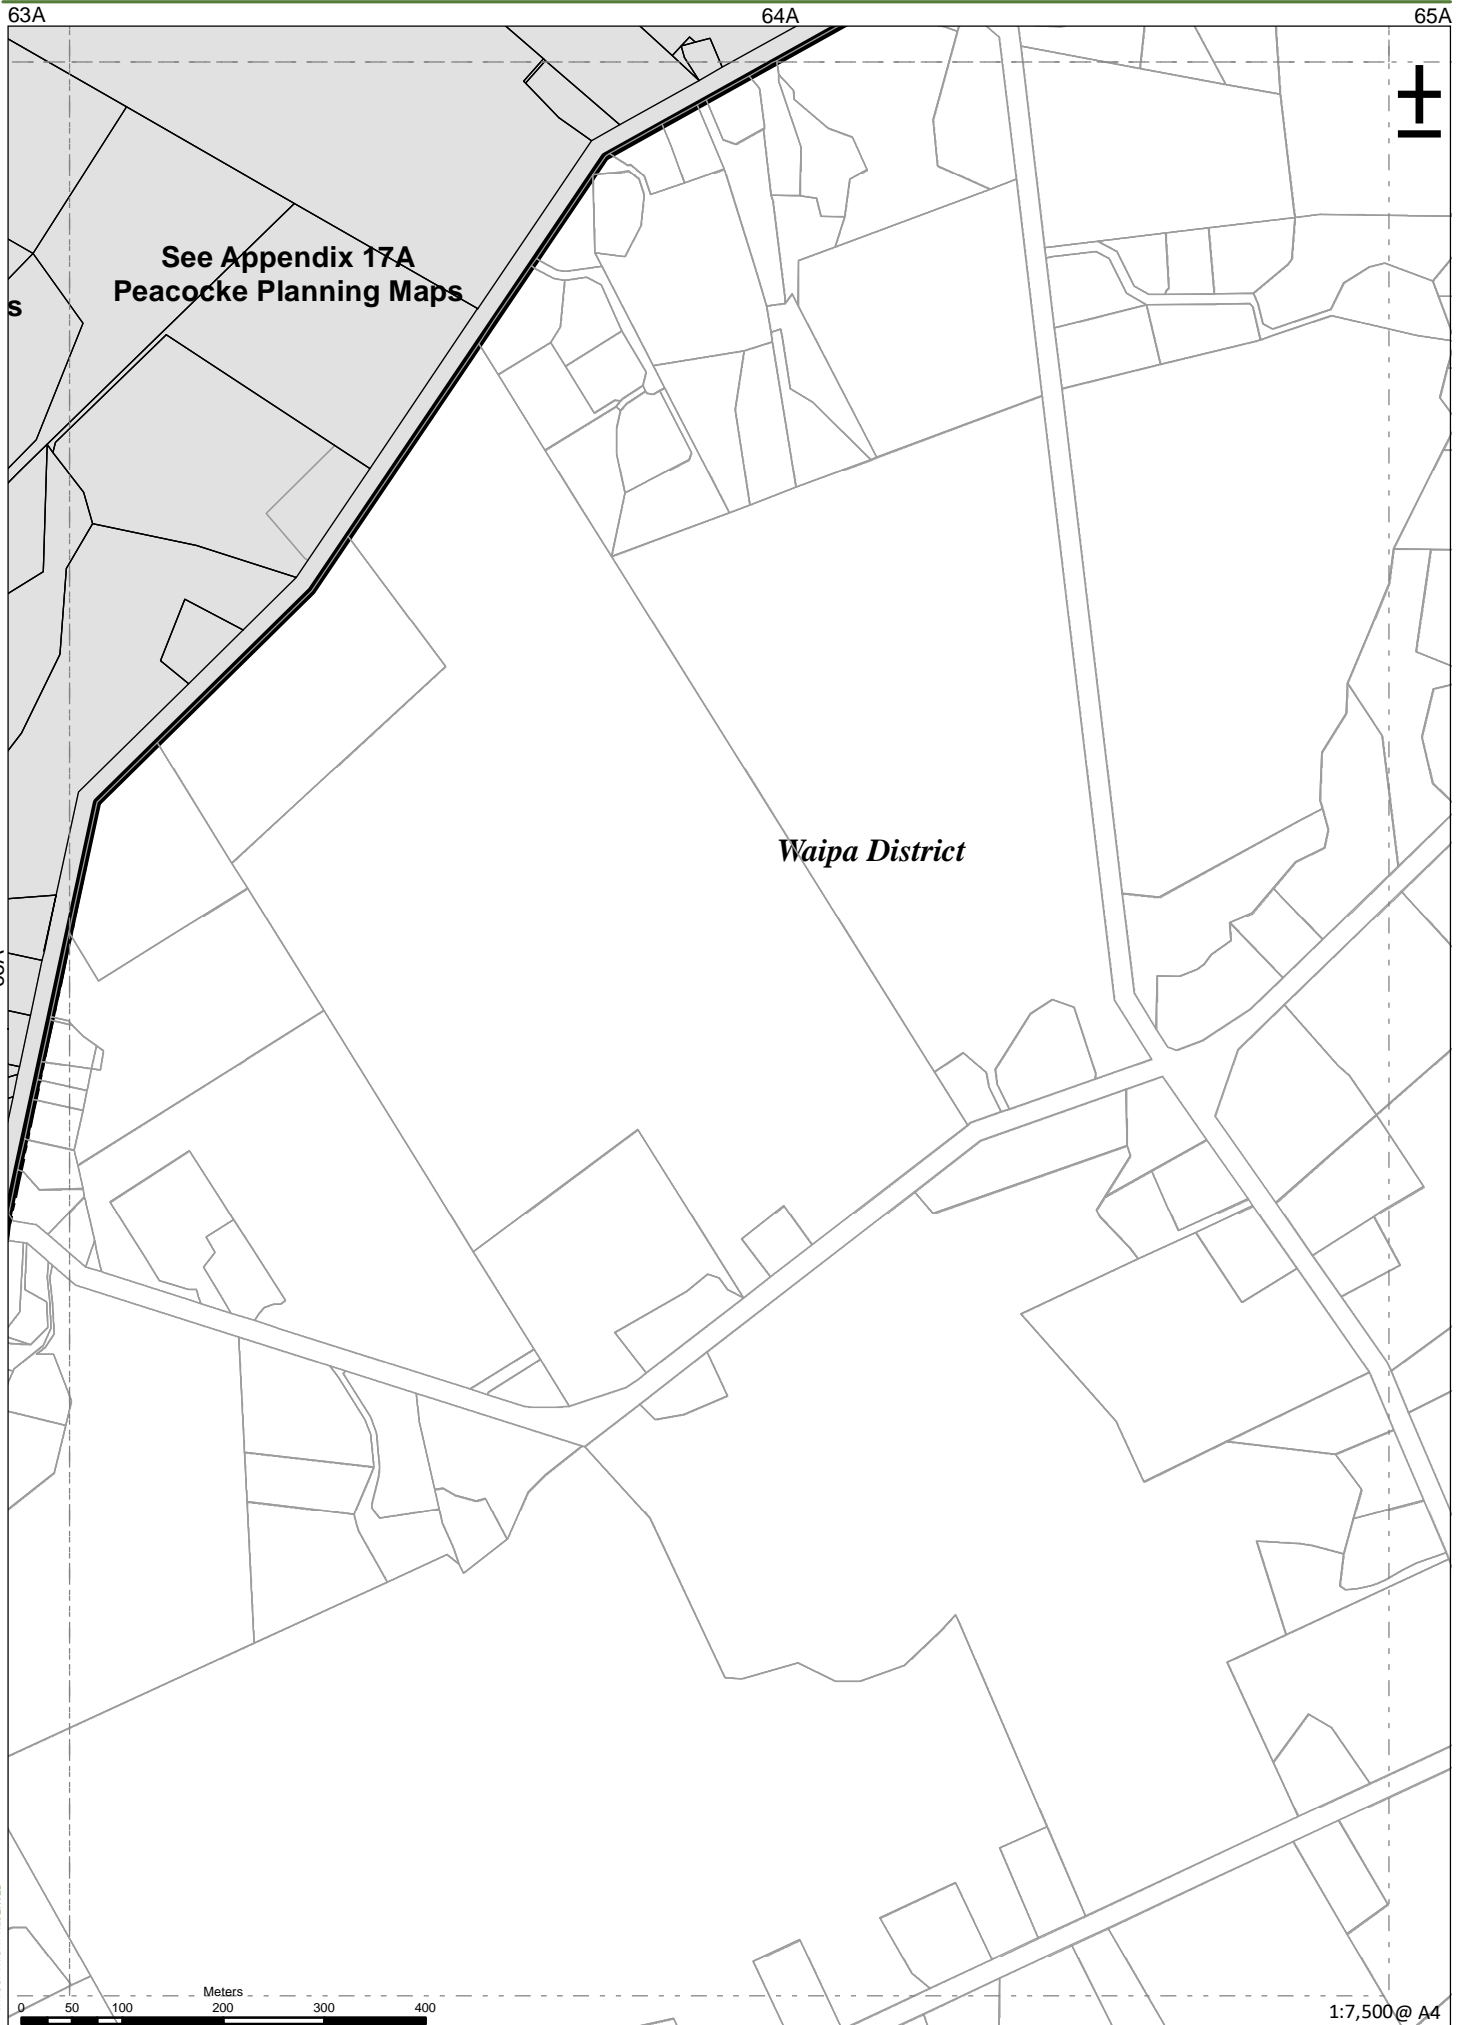 63A 64A 65A
See Appendix 17A
Peacocke Planning Maps
s
Waipa District
Meters
0 50 100 200 300 400
1:7,500@ A4